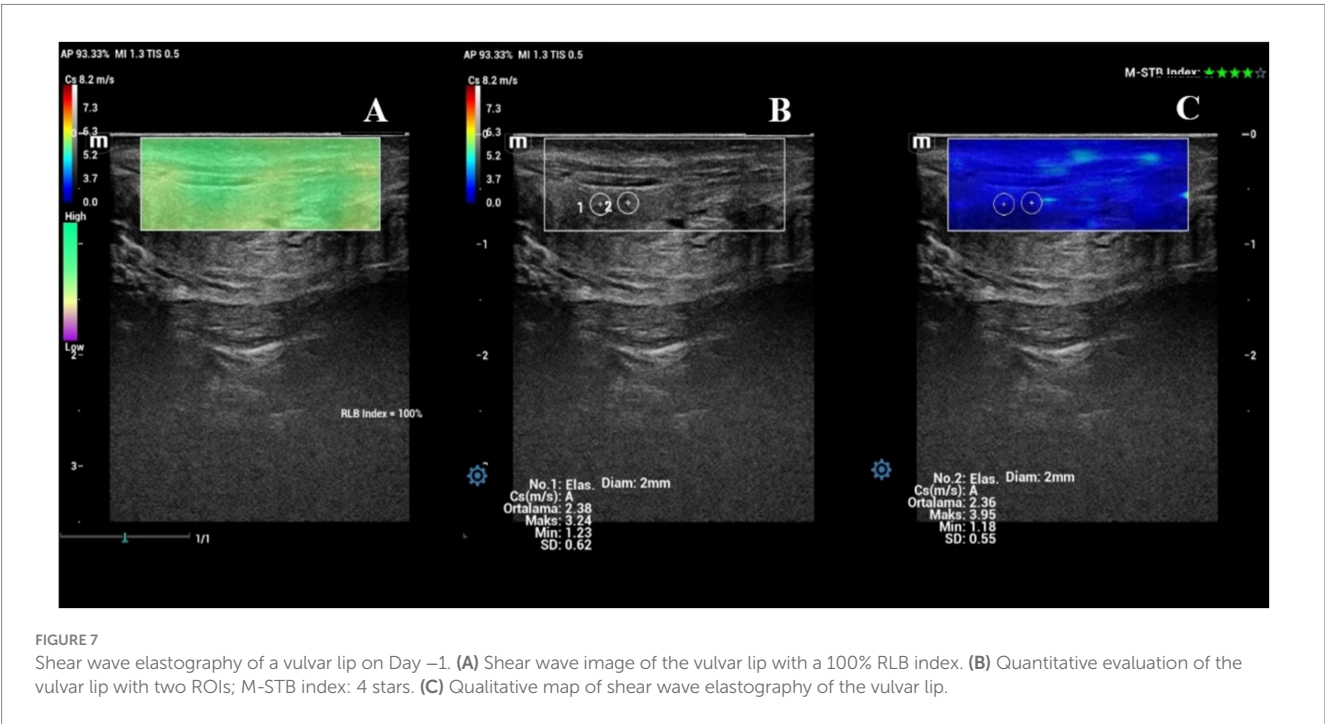 AP 93.33% MI 1.3 TIS 0.5
Cs 8.2 m/s
7.3
6.3
5.2
3.7
0.0
High
Low
0
m
2-
3-
A
RLB Index = 100%
1/1
AP 93.33% MI 1.3 TIS 0.5
Cs 8.2 m/s
7.3
6.3
5.2
3.7
0.0
0
m
-1
-2
B
1 2
No.1: Elas. Diam: 2mm
Cs(m/s): A
Ortalama: 2.38
Maks: 3.24
Min: 1.23
SD: 0.62
M-STB Index: ★★★★☆
C
m
-0
-1
-2
No.2: Elas. Diam: 2mm
Cs(m/s): A
Ortalama: 2.36
Maks: 3.95
Min: 1.18
SD: 0.55
FIGURE 7
Shear wave elastography of a vulvar lip on Day −1. (A) Shear wave image of the vulvar lip with a 100% RLB index. (B) Quantitative evaluation of the
vulvar lip with two ROIs; M-STB index: 4 stars. (C) Qualitative map of shear wave elastography of the vulvar lip.